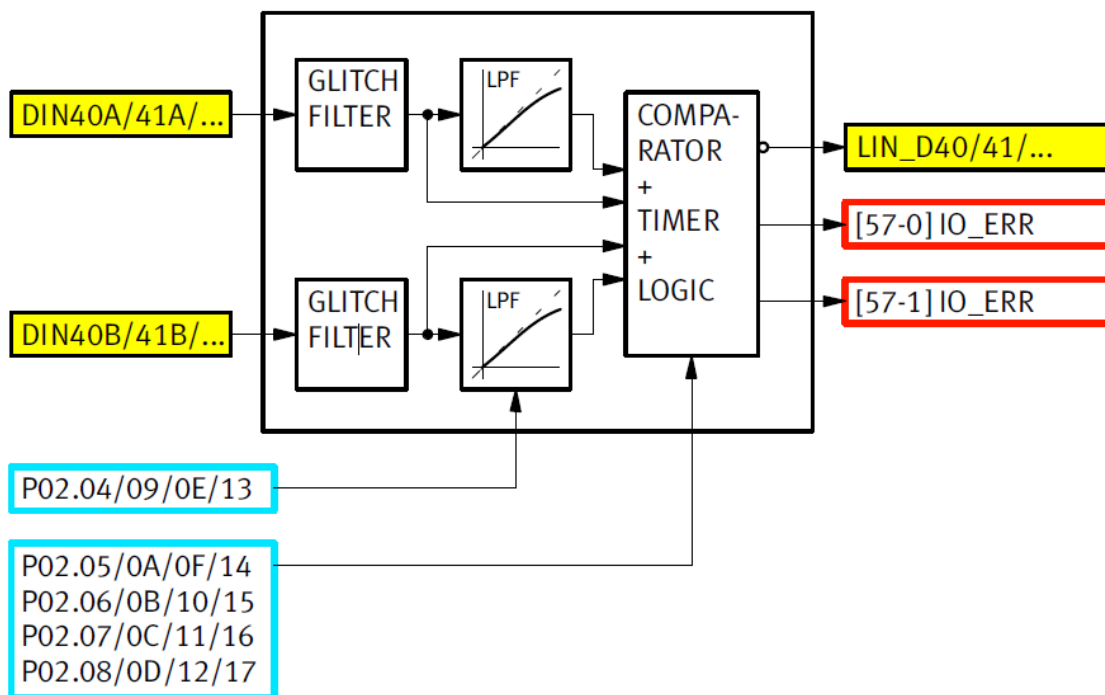 DIN40A/41A/...
GLITCH
FILTER
LPF
COMPA-
RATOR
+
TIMER
+
LOGIC
LIN_D40/41/...
[57-0] IO_ERR
[57-1] IO_ERR
DIN40B/41B/...
GLITCH
FILTER
LPF
P02.04/09/0E/13
P02.05/0A/0F/14
P02.06/0B/10/15
P02.07/0C/11/16
P02.08/0D/12/17